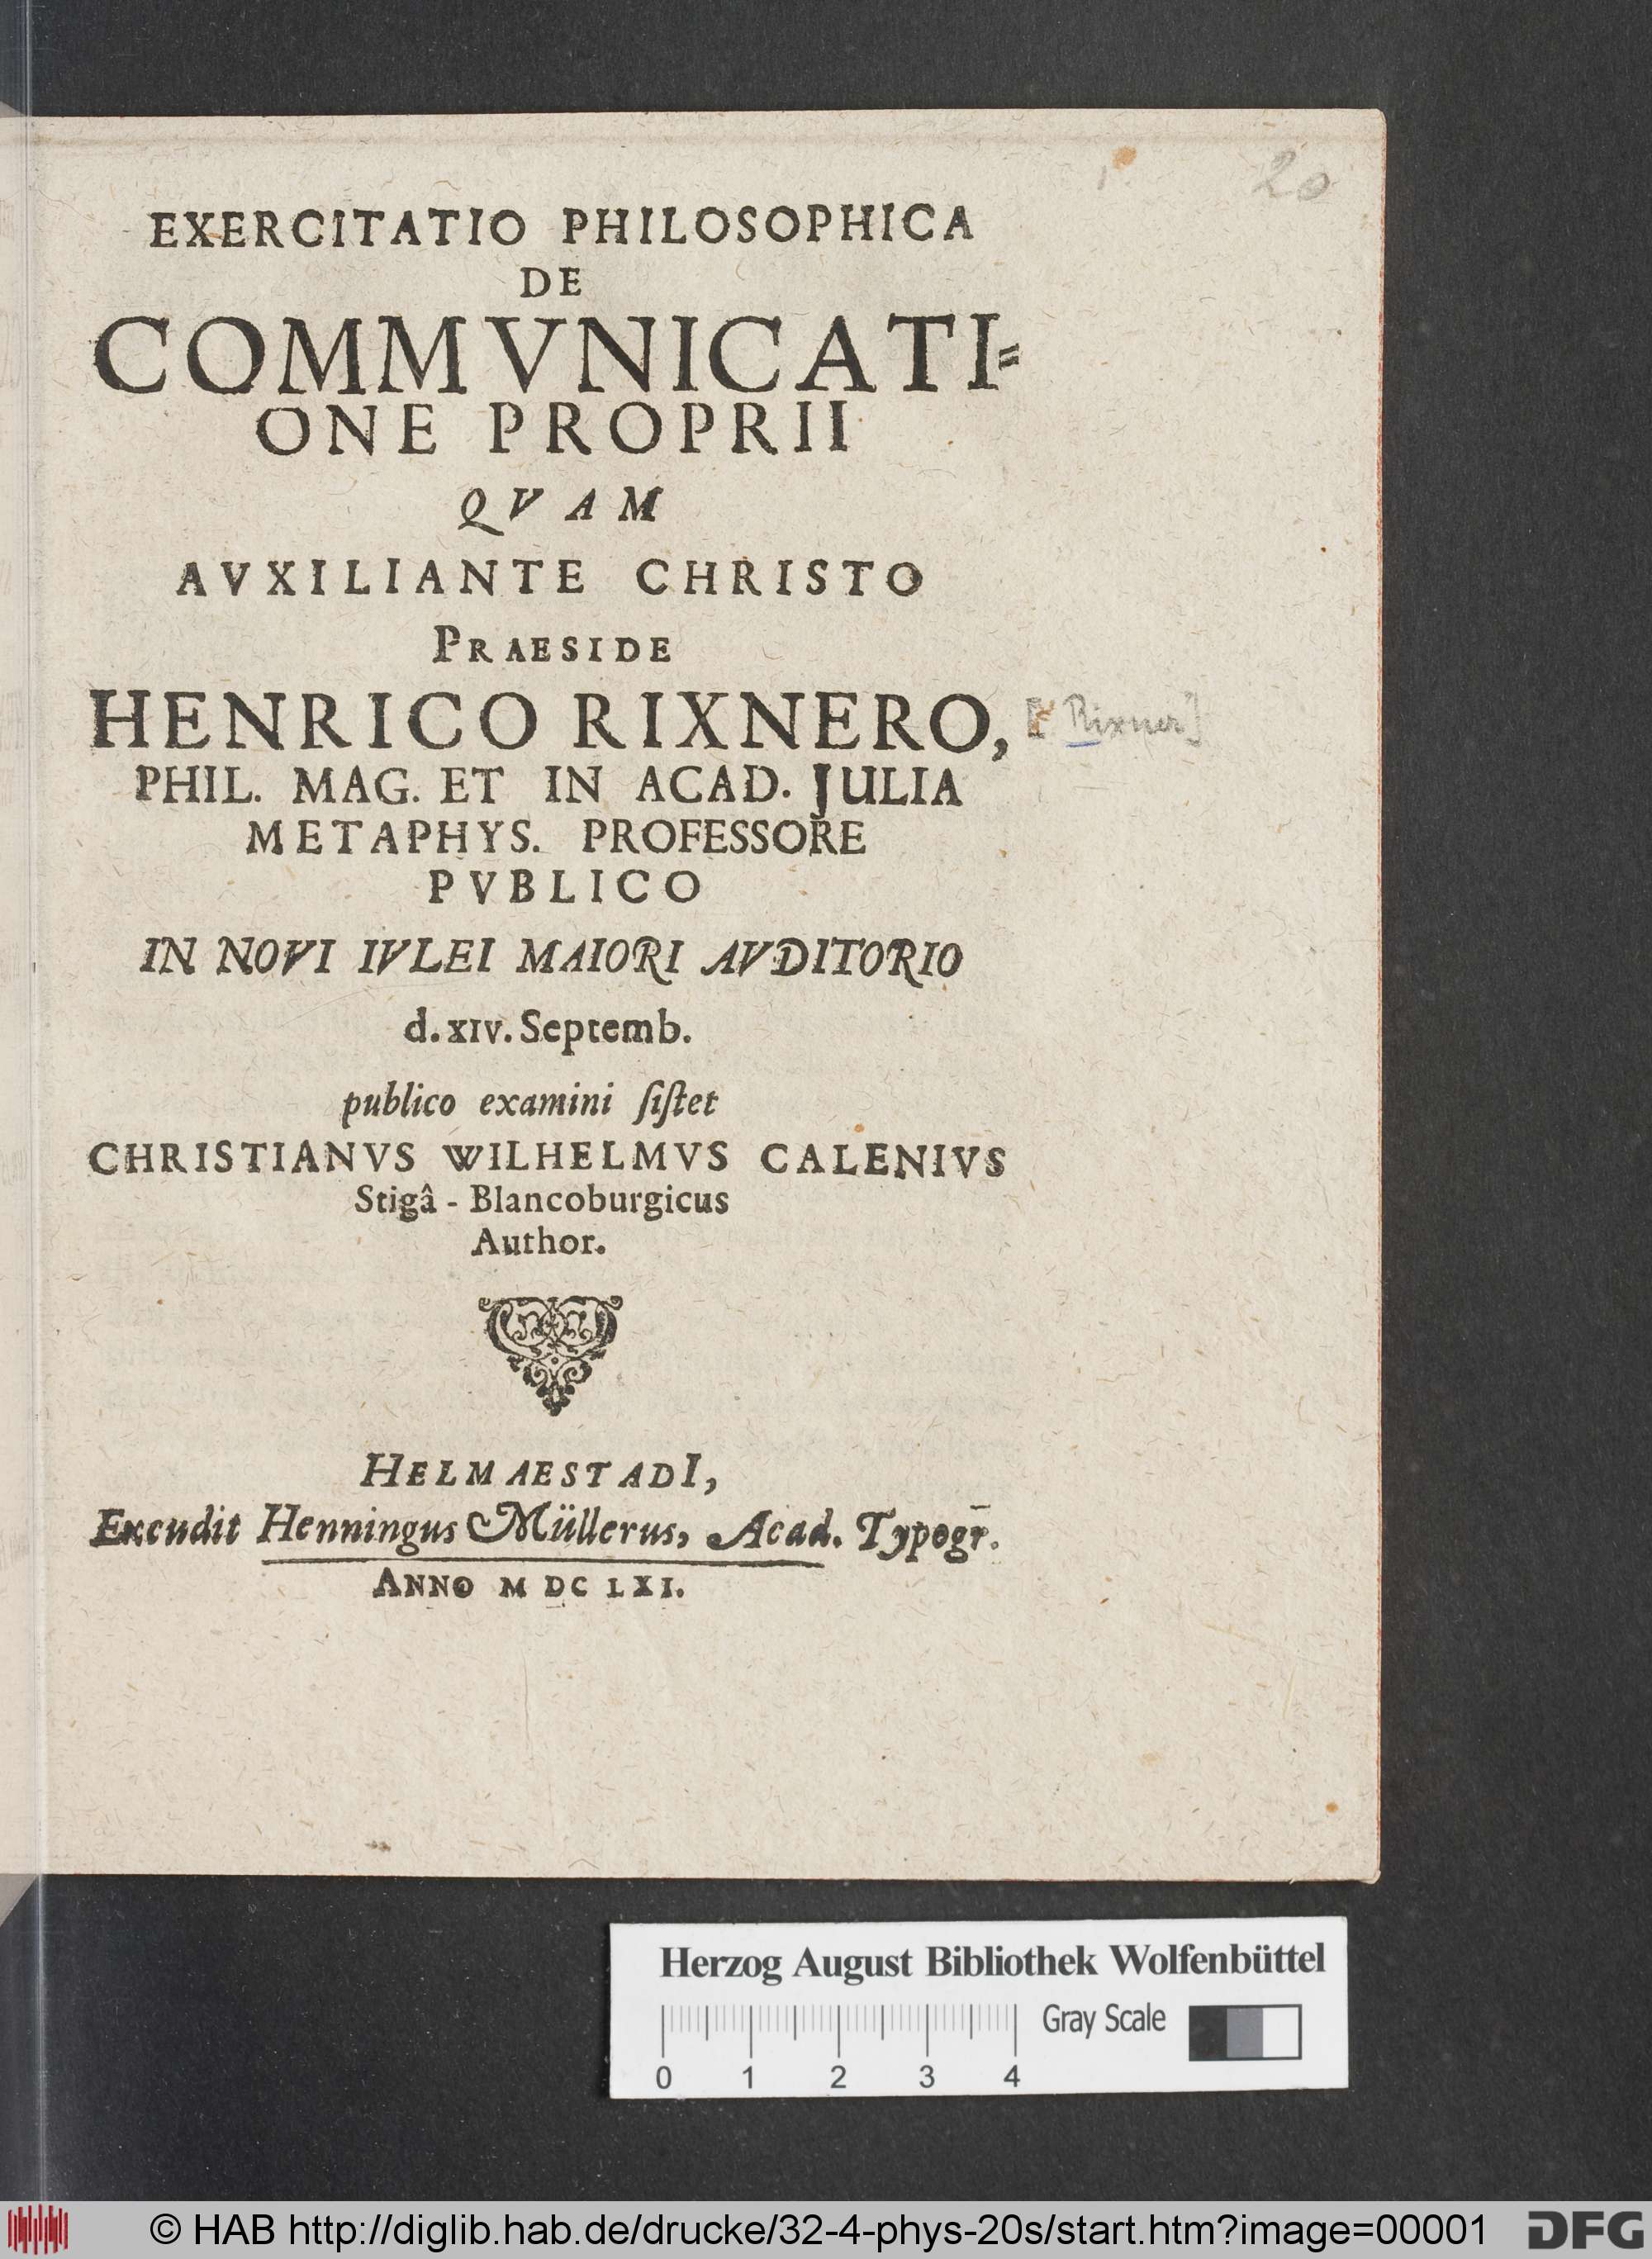 20
EXERCITATIO PHILOSOPHICA
DE
COMMVNICATI=
ONE PROPRII
QVAM
AVXILIANTE CHRISTO
PRAESIDE
HENRICO RIXNERO, [Rixner]
PHIL. MAG. ET IN ACAD. JULIA
METAPHYS. PROFESSORE
PVBLICO
IN NOVI IVLEI MAIORI AVDITORIO
d. XIV. Septemb.
publico examini ſiſtet
CHRISTIANVS WILHELMVS CALENIVS
Stigâ - Blancoburgicus
Author.
HELMAESTADI,
Excudit Henningus Müllerus, Acad. Typogr̄.
ANNO M DC LXI.
Herzog August Bibliothek Wolfenbüttel
Gray Scale
0 1 2 3 4
© HAB http://diglib.hab.de/drucke/32-4-phys-20s/start.htm?image=00001 DFG